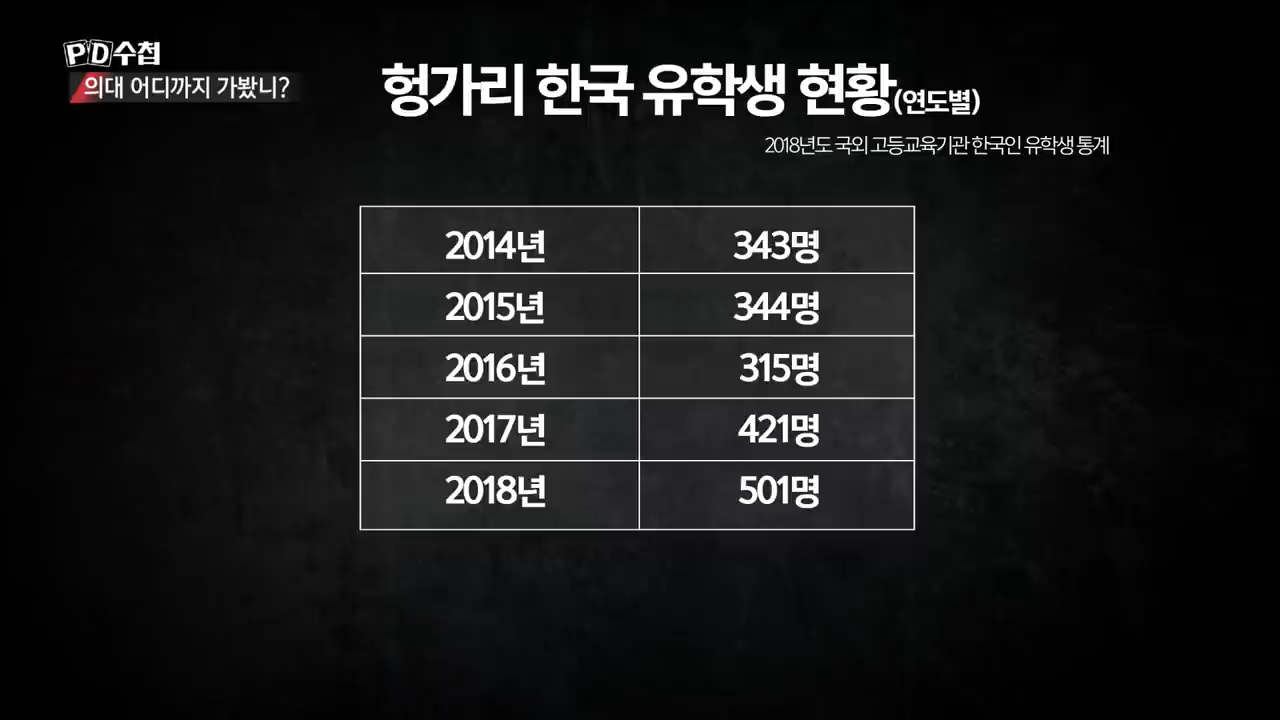 PD수첩
의대 어디까지 가봤니?
헝가리 한국 유학생 현황(연도별)
2018년도 국외 고등교육기관 한국인 유학생 통계
2014년 343명
2015년 344명
2016년 315명
2017년 421명
2018년 501명